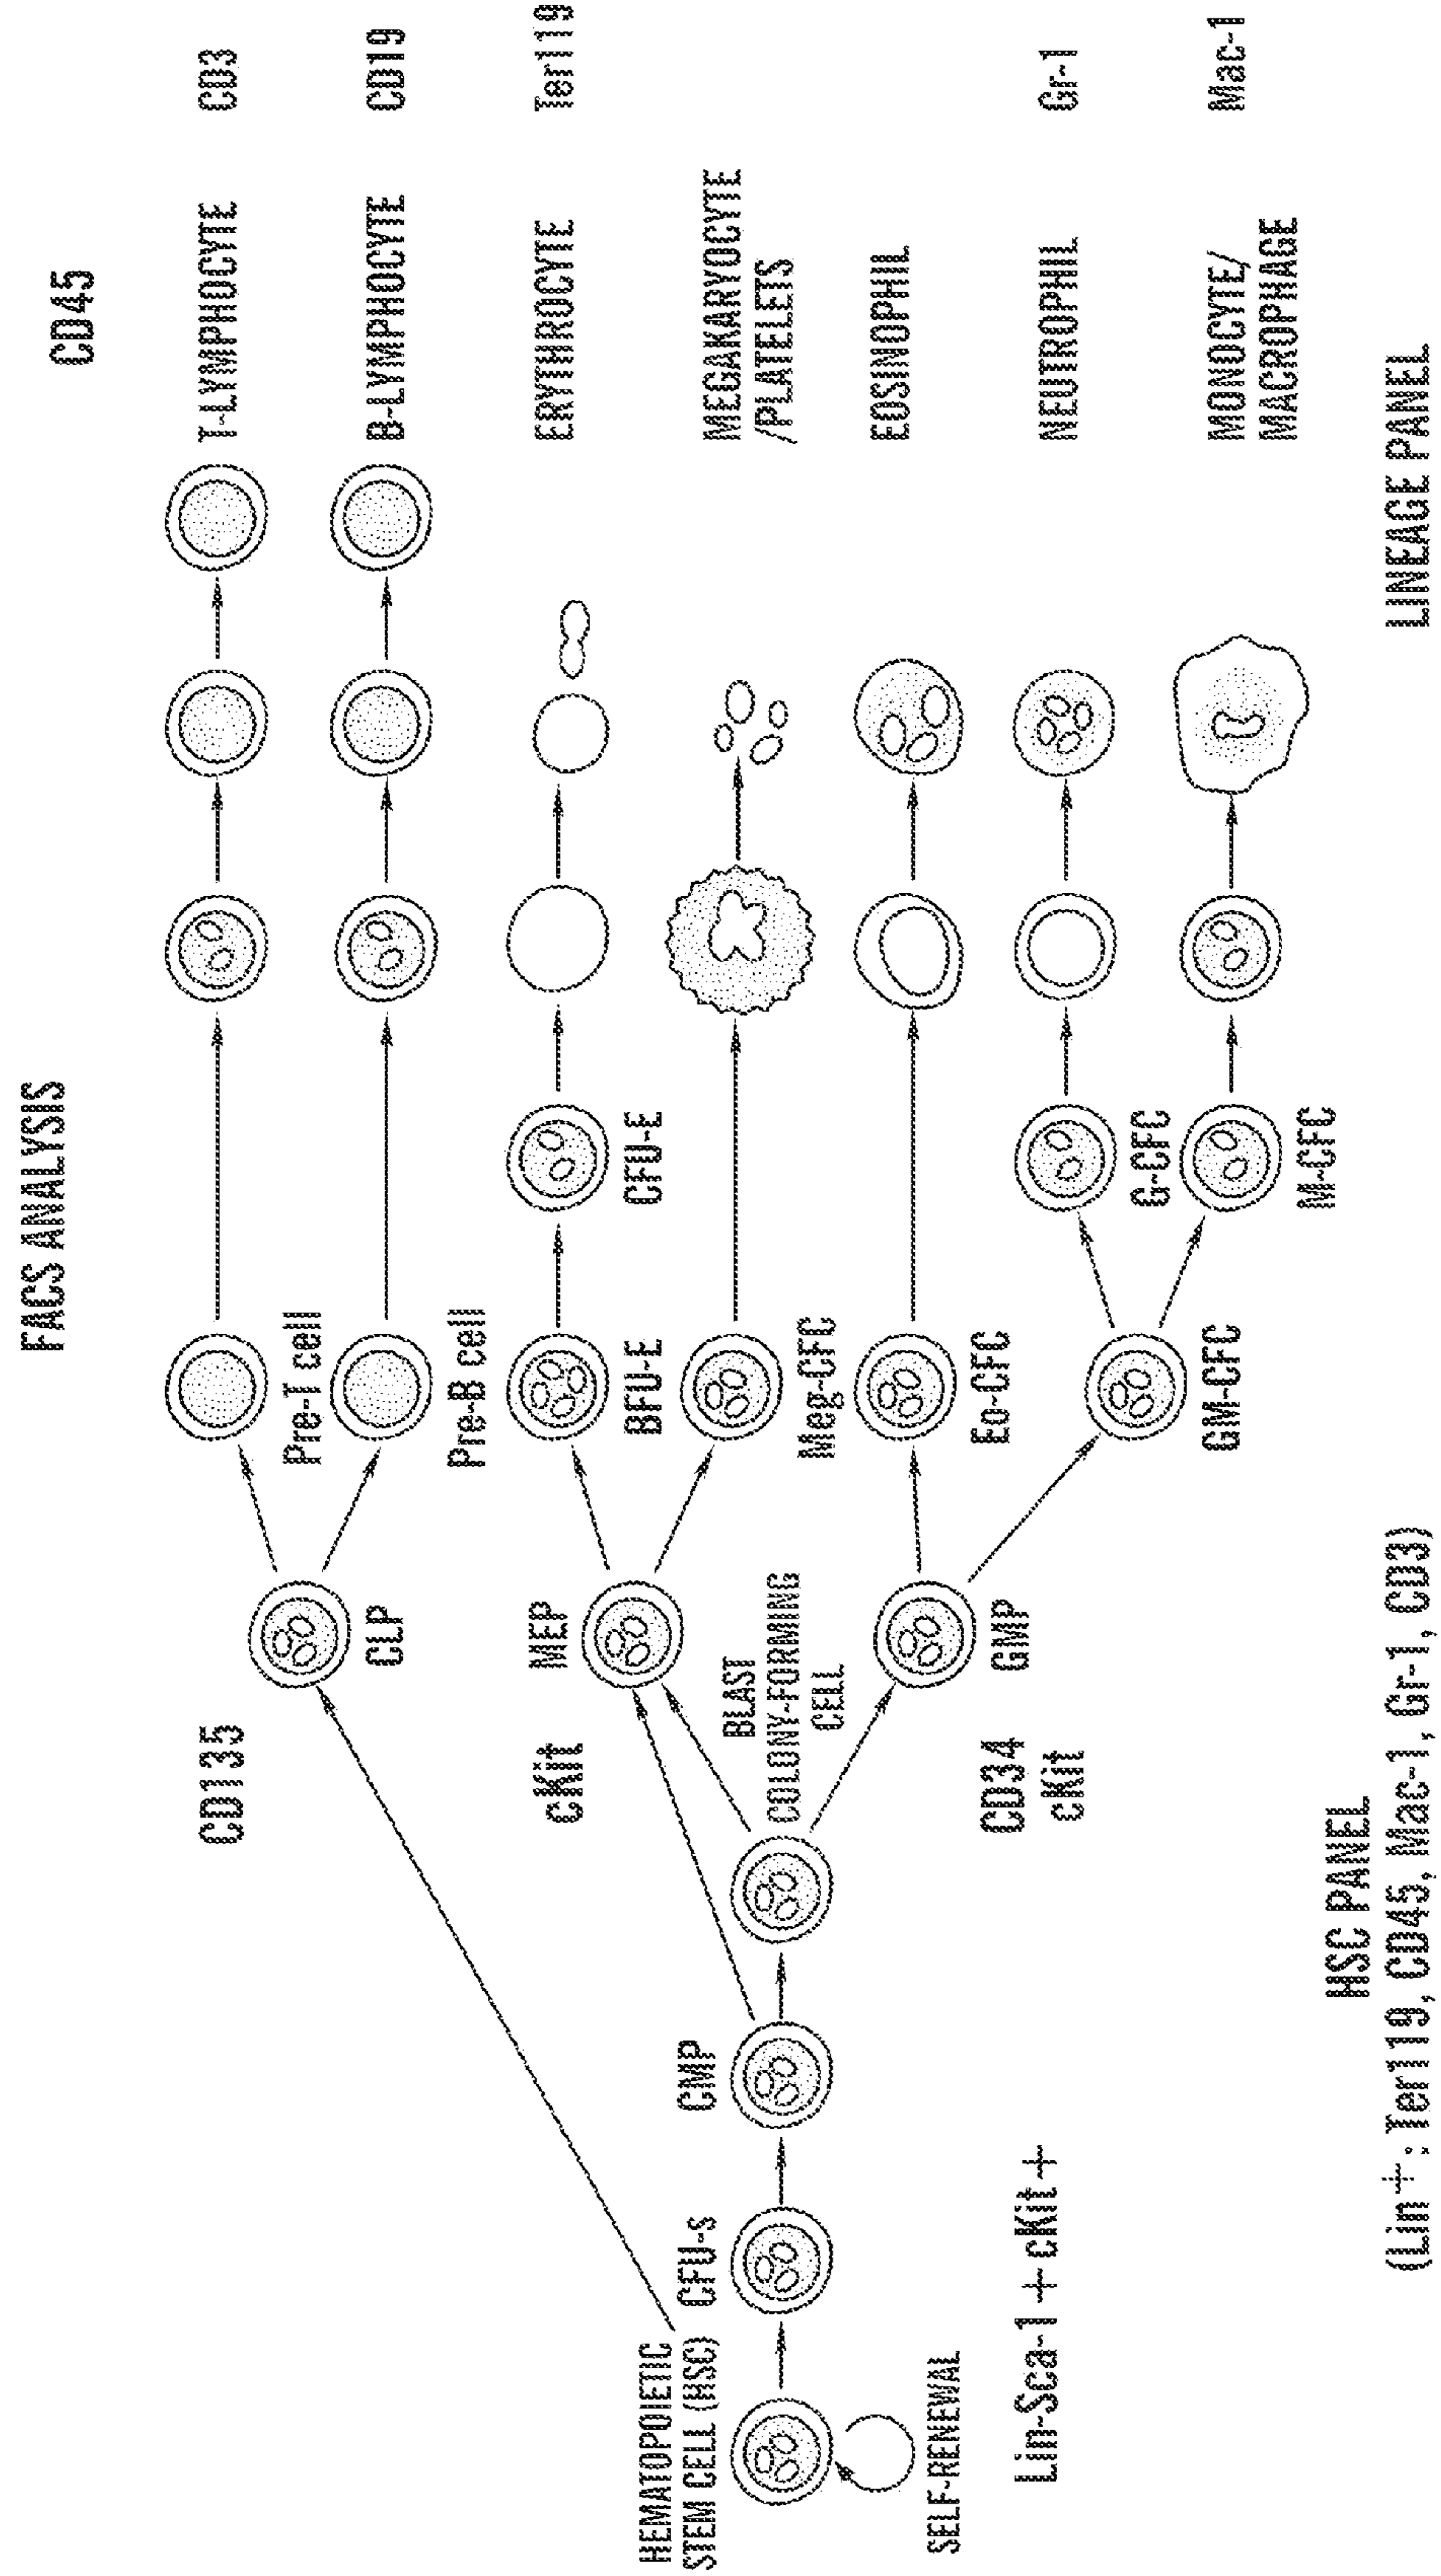 FACS ANALYSIS
CD45
CD135
CLP
Pre-T cell
T-LYMPHOCYTE
CD3
Pre-B cell
B-LYMPHOCYTE
CD19
cKit
MEP
BFU-E
CFU-E
ERYTHROCYTE
Ter119
HEMATOPOIETIC
STEM CELL (HSC)
CFU-s
CMP
BLAST
COLONY-FORMING
CELL
Meg-CFC
MEGAKARYOCYTE
/PLATELETS
SELF-RENEWAL
CD34
cKit
GMP
Eo-CFC
EOSINOPHIL
Lin-Sca-1 + cKit +
GM-CFC
G-CFC
NEUTROPHIL
Gr-1
M-CFC
MONOCYTE/
MACROPHAGE
Mac-1
HSC PANEL
(Lin+: Ter119, CD45, Mac-1, Gr-1, CD3)
LINEAGE PANEL